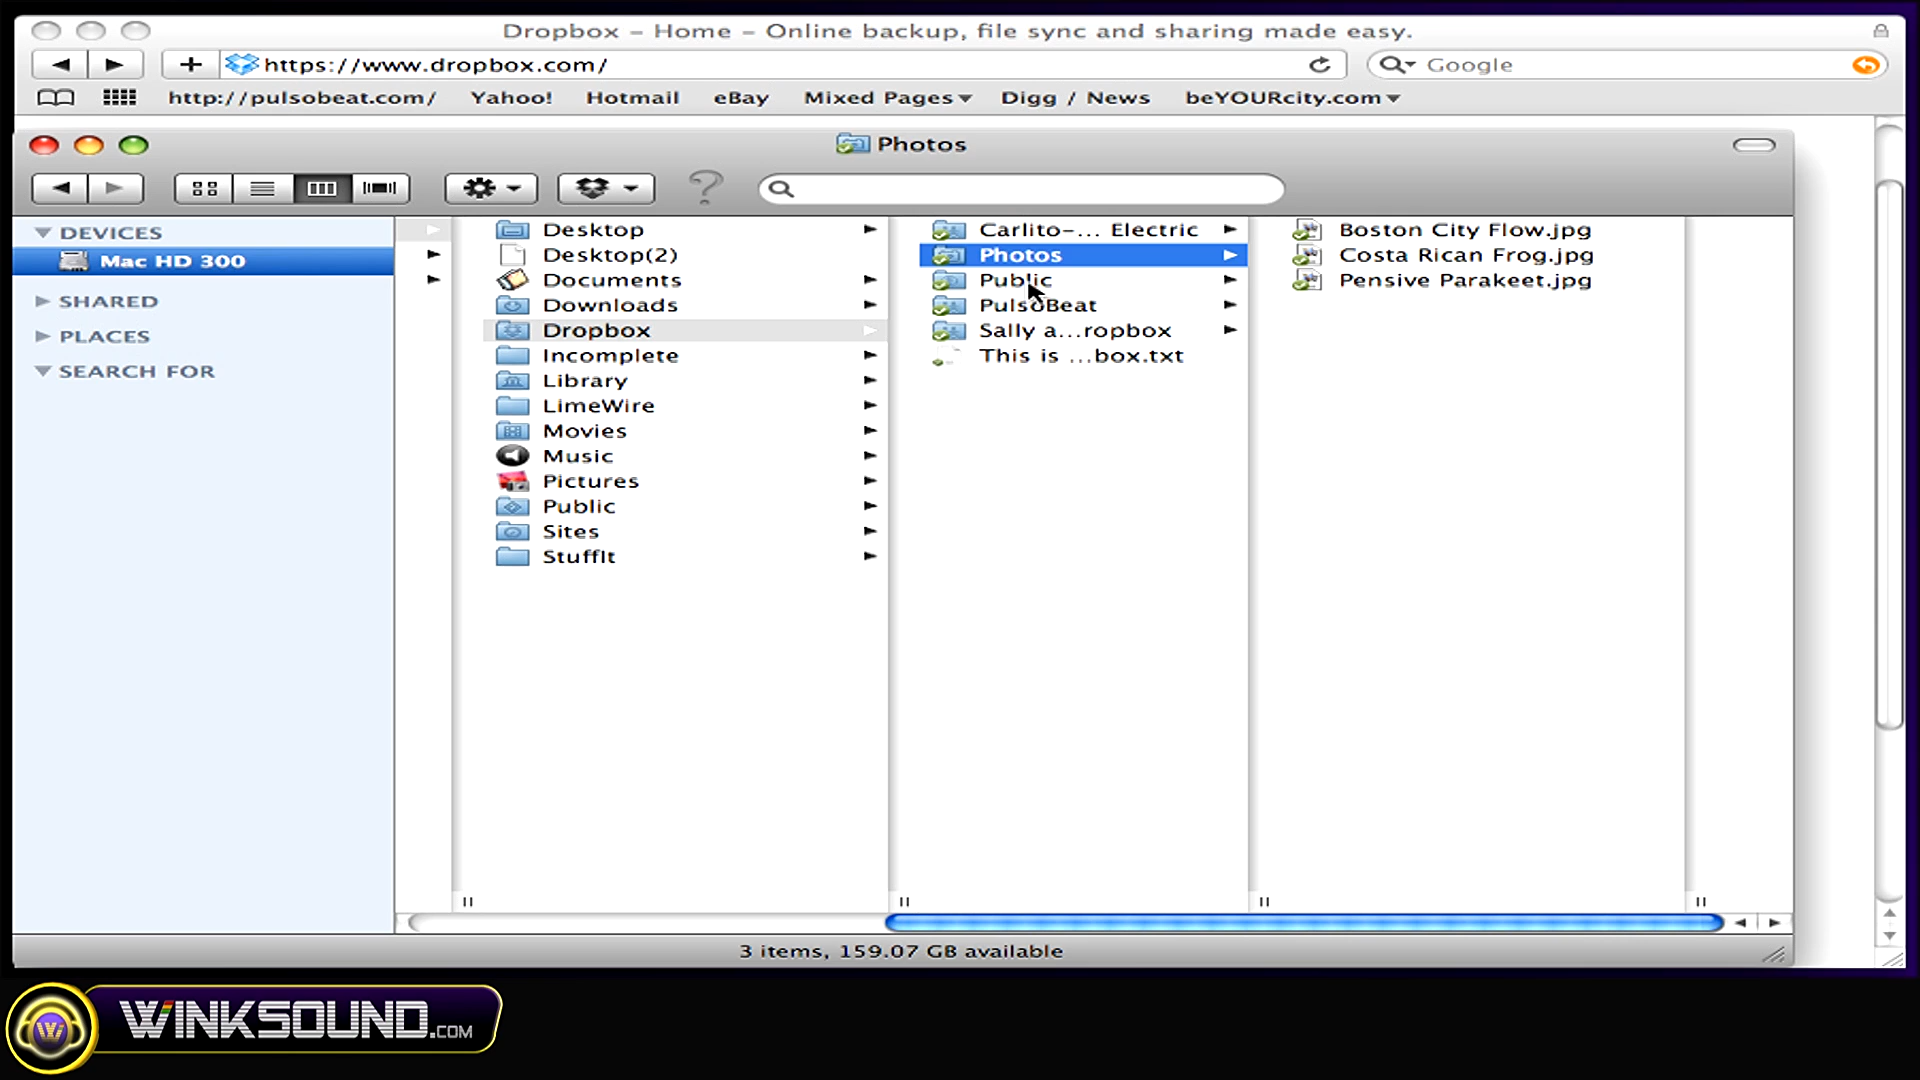 Dropbox – Home – Online backup, file sync and sharing made easy.
https://www.dropbox.com/
Google
http://pulsobeat.com/ Yahoo! Hotmail eBay Mixed Pages Digg / News beYOURcity.com
Photos
DEVICES
Mac HD 300
SHARED
PLACES
SEARCH FOR
Desktop
Desktop(2)
Documents
Downloads
Dropbox
Incomplete
Library
LimeWire
Movies
Music
Pictures
Public
Sites
StuffIt
Carlito-... Electric
Photos
Public
PulsoBeat
Sally a...ropbox
This is ...box.txt
Boston City Flow.jpg
Costa Rican Frog.jpg
Pensive Parakeet.jpg
3 items, 159.07 GB available
WINKSOUND.COM